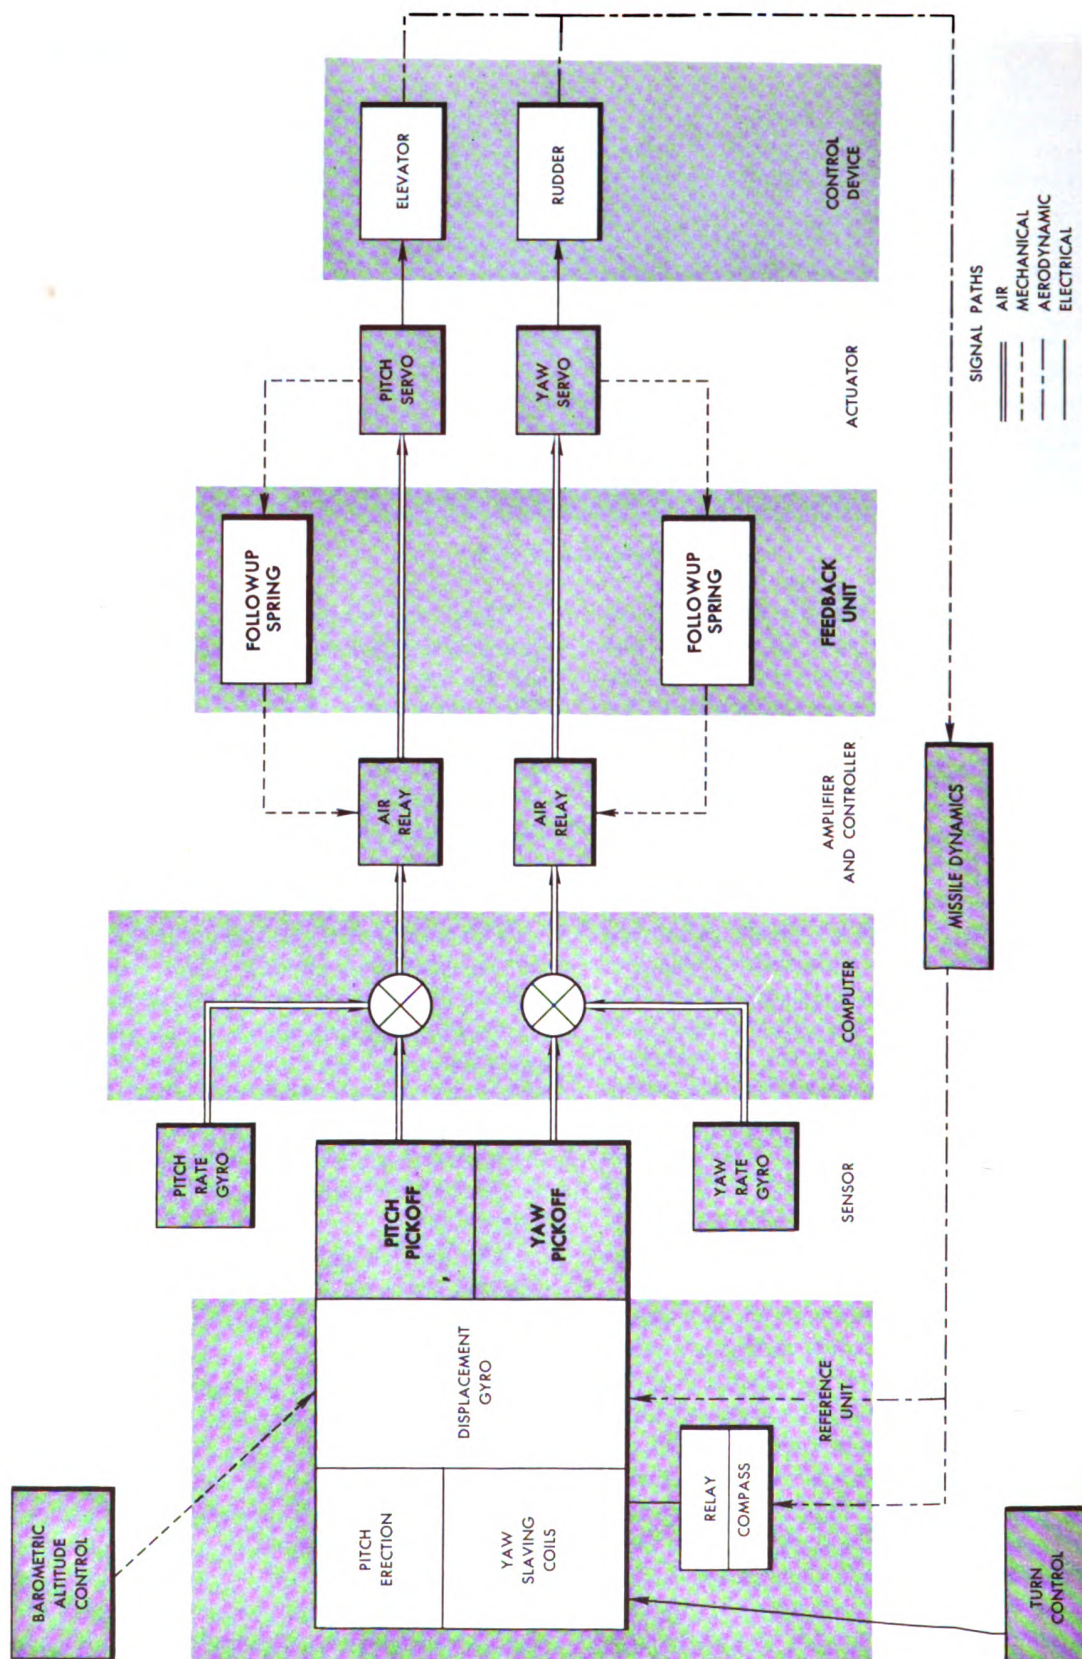 BAROMETRIC
ALTITUDE
CONTROL
PITCH
ERECTION
YAW
SLAVING
COILS
DISPLACEMENT
GYRO
RELAY
COMPASS
REFERENCE
UNIT
TURN
CONTROL
PITCH
RATE
GYRO
PITCH
PICKOFF
YAW
PICKOFF
YAW
RATE
GYRO
SENSOR
COMPUTER
AIR
RELAY
AIR
RELAY
AMPLIFIER
AND CONTROLLER
MISSILE DYNAMICS
FOLLOWUP
SPRING
FOLLOWUP
SPRING
FEEDBACK
UNIT
PITCH
SERVO
YAW
SERVO
ACTUATOR
ELEVATOR
RUDDER
CONTROL
DEVICE
SIGNAL PATHS
AIR
MECHANICAL
AERODYNAMIC
ELECTRICAL